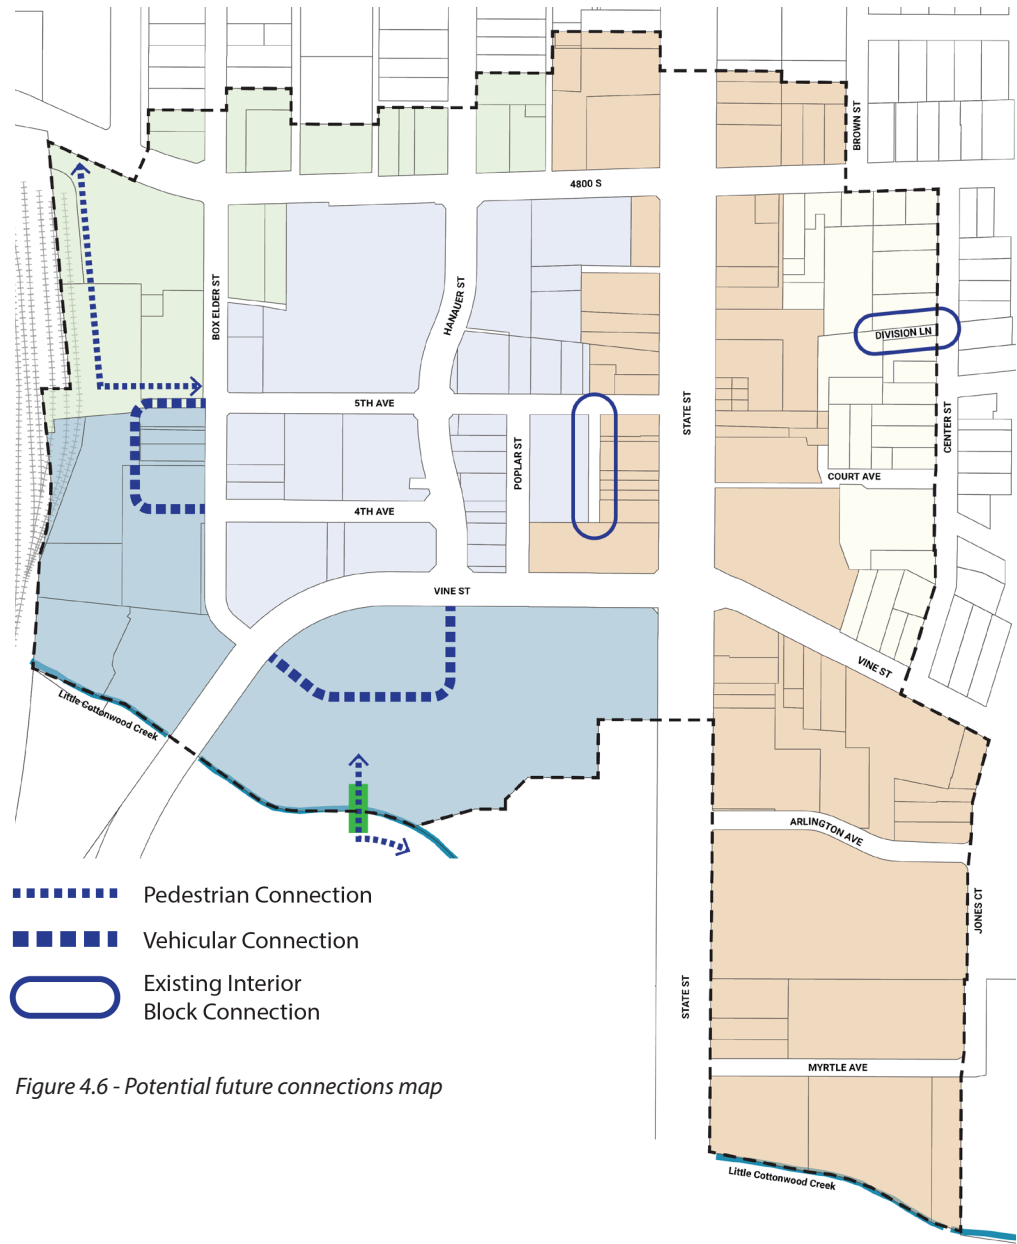 BROWN ST
4800 S
BOX ELDER ST
HANAUER ST
DIVISION LN
5TH AVE
STATE ST
CENTER ST
POPLAR ST
COURT AVE
4TH AVE
VINE ST
VINE ST
Little Cottonwood Creek
ARLINGTON AVE
JONES CT
Pedestrian Connection
Vehicular Connection
Existing Interior
Block Connection
STATE ST
MYRTLE AVE
Figure 4.6 - Potential future connections map
Little Cottonwood Creek